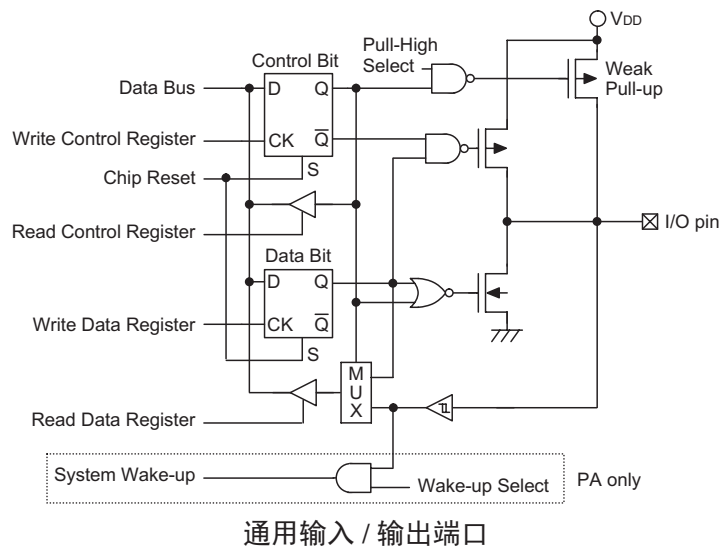 VDD
Control Bit
Pull-High
Select
Weak
Pull-up
Data Bus
D
Q
Write Control Register
CK
Q
S
Chip Reset
Read Control Register
I/O pin
Data Bit
D
Q
Write Data Register
CK
Q
S
M
U
X
Read Data Register
System Wake-up
Wake-up Select
PA only
通用输入 / 输出端口